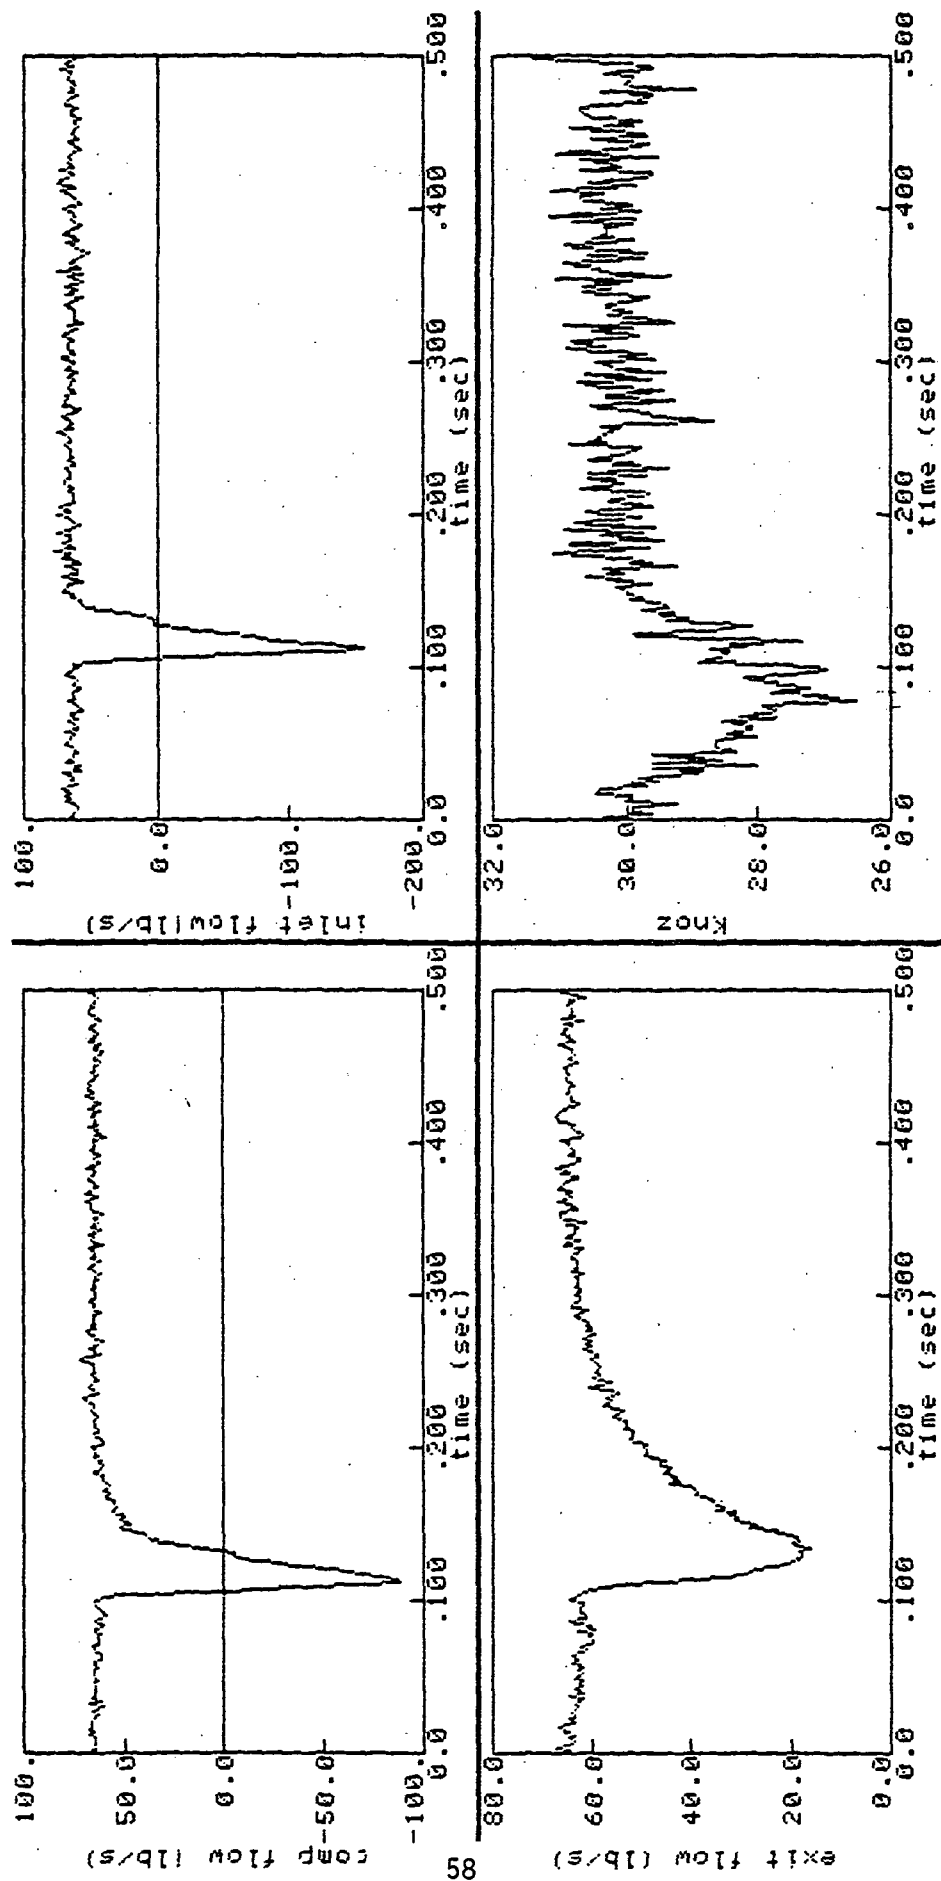 comp flow (lb/s)
100.
50.0
0.0
-50.0
-100.
0.0 .100 .200 .300 .400 .500
time (sec)
inlet flow(lb/s)
100.
0.0
-100.
-200.
0.0 .100 .200 .300 .400 .500
time (sec)
58
exit flow (lb/s)
80.0
60.0
40.0
20.0
0.0
0.0 .100 .200 .300 .400 .500
time (sec)
Knoz
32.0
30.0
28.0
26.0
0.0 .100 .200 .300 .400 .500
time (sec)